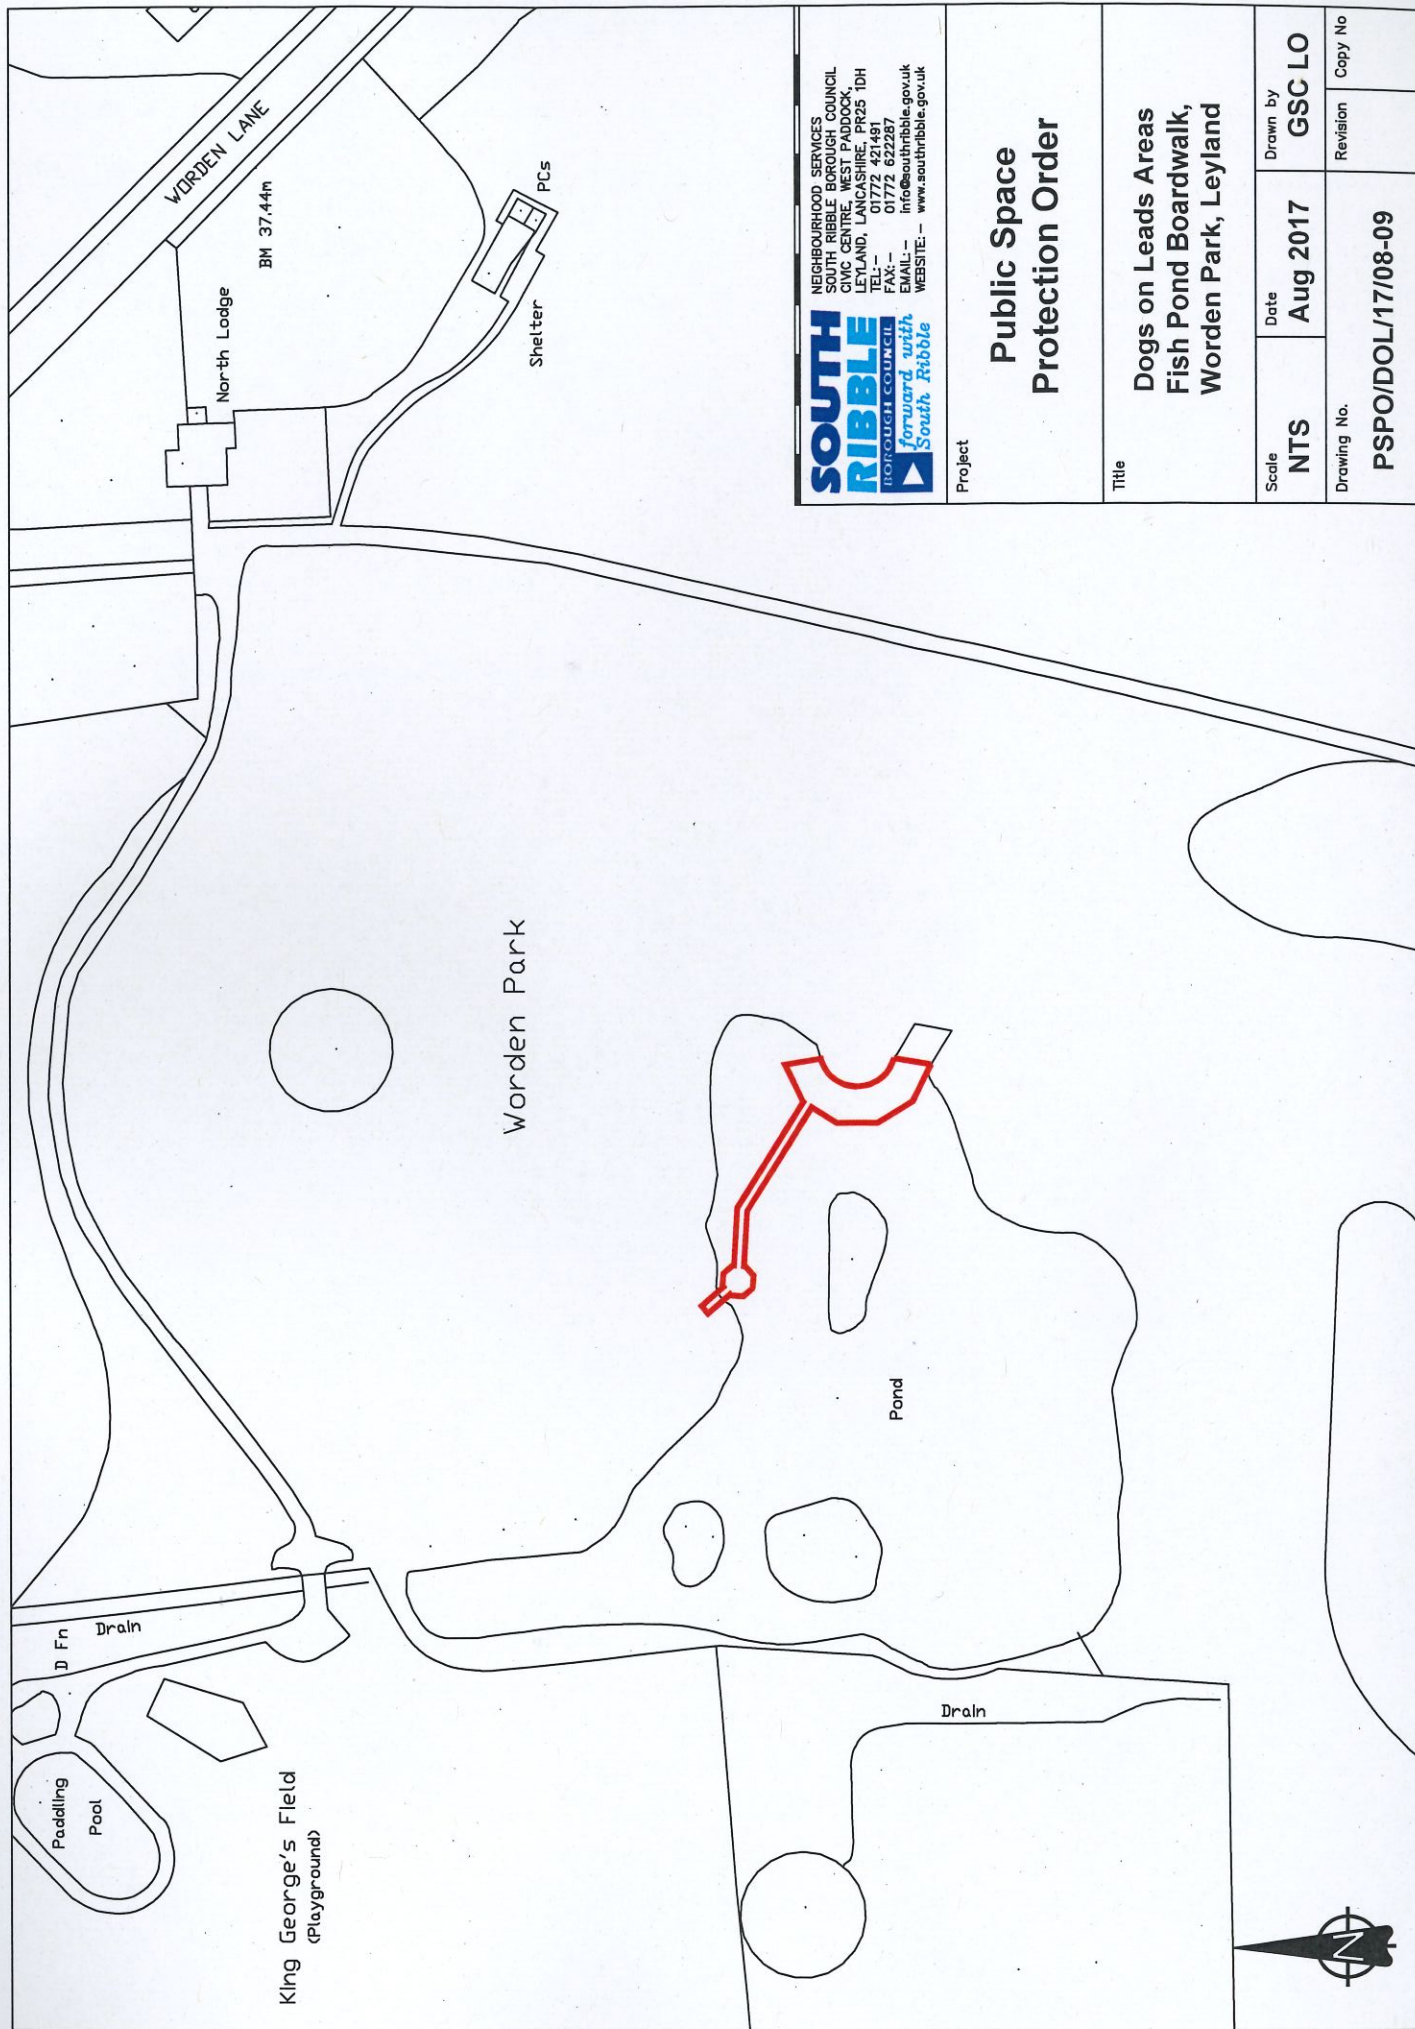 WORDEN LANE
BM 37.44m
North Lodge
PCs
Shelter
Worden Park
Pond
D Fn
Drain
Paddling
Pool
King George's Field
(Playground)
Drain
N
SOUTH
RIBBLE
BOROUGH COUNCIL
forward with
South Ribble
NEIGHBOURHOOD SERVICES
SOUTH RIBBLE BOROUGH COUNCIL
CIVIC CENTRE, WEST PADDOCK,
LEYLAND, LANCASHIRE, PR25 1DH
TEL:- 01772 421491
FAX:- 01772 622287
EMAIL:- info@southribble.gov.uk
WEBSITE:- www.southribble.gov.uk
Project
Public Space
Protection Order
Title
Dogs on Leads Areas
Fish Pond Boardwalk,
Worden Park, Leyland
Scale
NTS
Date
Aug 2017
Drawn by
GSC LO
Drawing No.
PSPO/DOL/17/08-09
Revision
Copy No